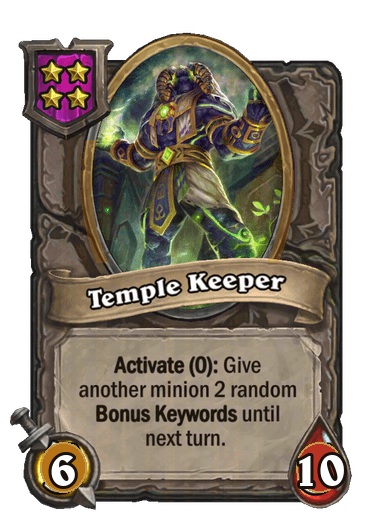 Temple Keeper
Activate (0): Give
another minion 2 random
Bonus Keywords until
next turn.
6
10